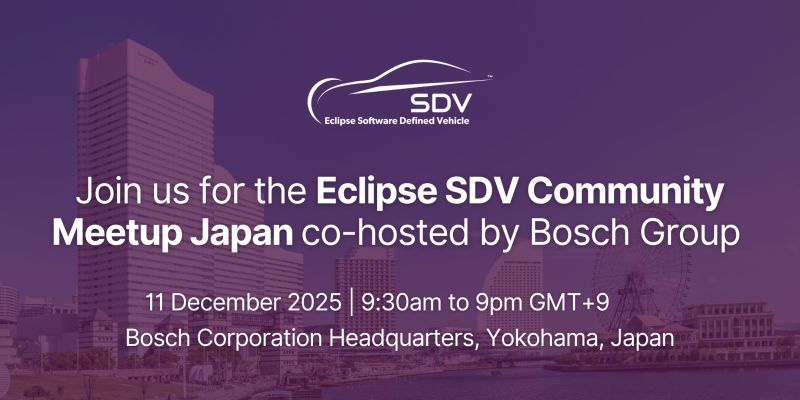 SDV™
Eclipse Software Defined Vehicle
Join us for the Eclipse SDV Community
Meetup Japan co-hosted by Bosch Group
11 December 2025 | 9:30am to 9pm GMT+9
Bosch Corporation Headquarters, Yokohama, Japan